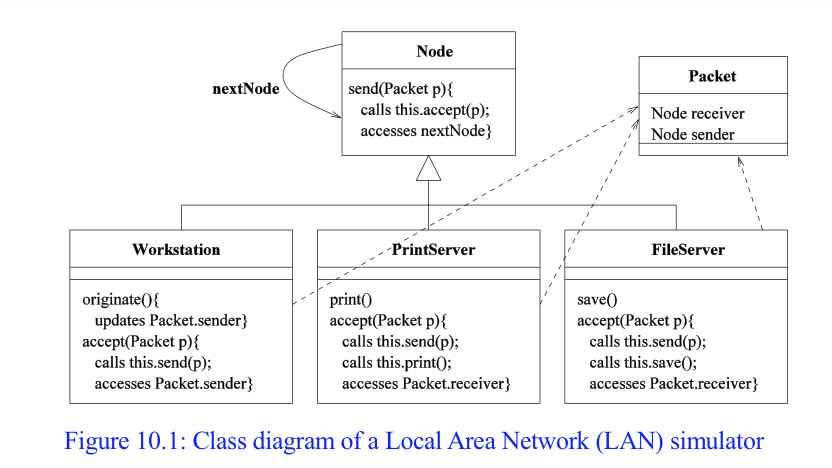 Node
nextNode
send(Packet p){
calls this.accept(p);
accesses nextNode}
Packet
Node receiver
Node sender
Workstation
originate(){
updates Packet.sender}
accept(Packet p){
calls this.send(p);
accesses Packet.sender}
PrintServer
print()
accept(Packet p){
calls this.send(p);
calls this.print();
accesses Packet.receiver}
FileServer
save()
accept(Packet p){
calls this.send(p);
calls this.save();
accesses Packet.receiver}
Figure 10.1: Class diagram of a Local Area Network (LAN) simulator